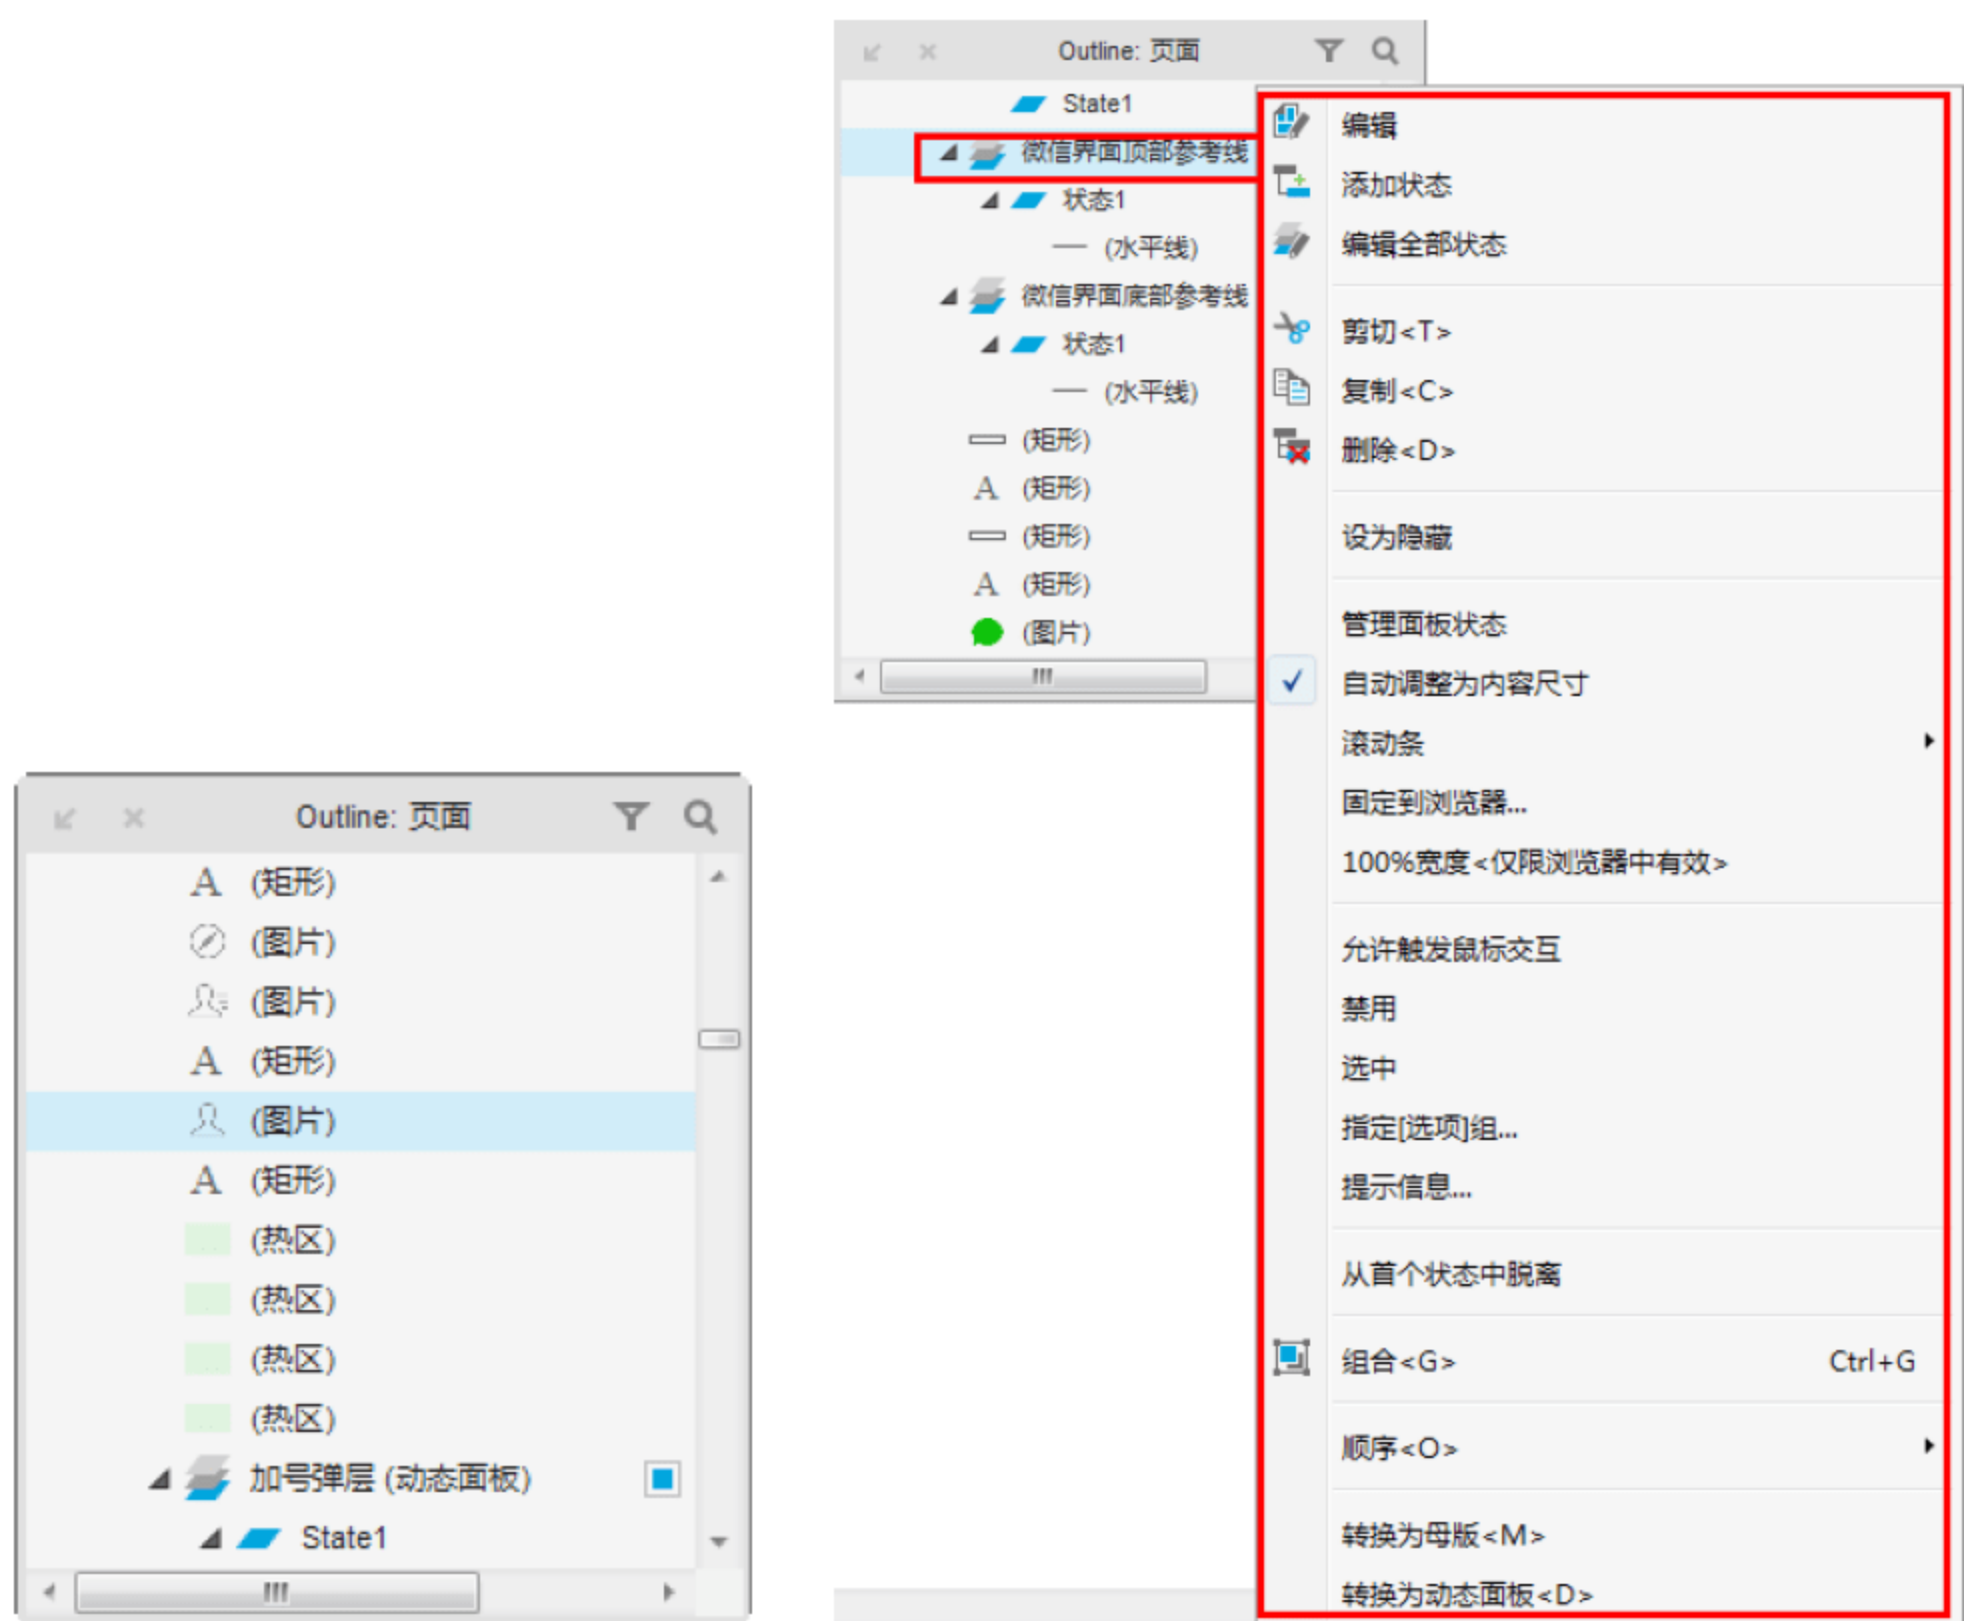 Outline: 页面
State1
微信界面顶部参考线
状态1
(水平线)
微信界面底部参考线
状态1
(水平线)
(矩形)
A (矩形)
(矩形)
A (矩形)
(图片)
编辑
添加状态
编辑全部状态
剪切<T>
复制<C>
删除<D>
设为隐藏
管理面板状态
自动调整为内容尺寸
滚动条
固定到浏览器...
100%宽度<仅限浏览器中有效>
允许触发鼠标交互
禁用
选中
指定[选项]组...
提示信息...
从首个状态中脱离
组合<G> Ctrl+G
顺序<O>
转换为母版<M>
转换为动态面板<D>
Outline: 页面
A (矩形)
(图片)
(图片)
A (矩形)
(图片)
A (矩形)
(热区)
(热区)
(热区)
(热区)
加号弹层 (动态面板)
State1